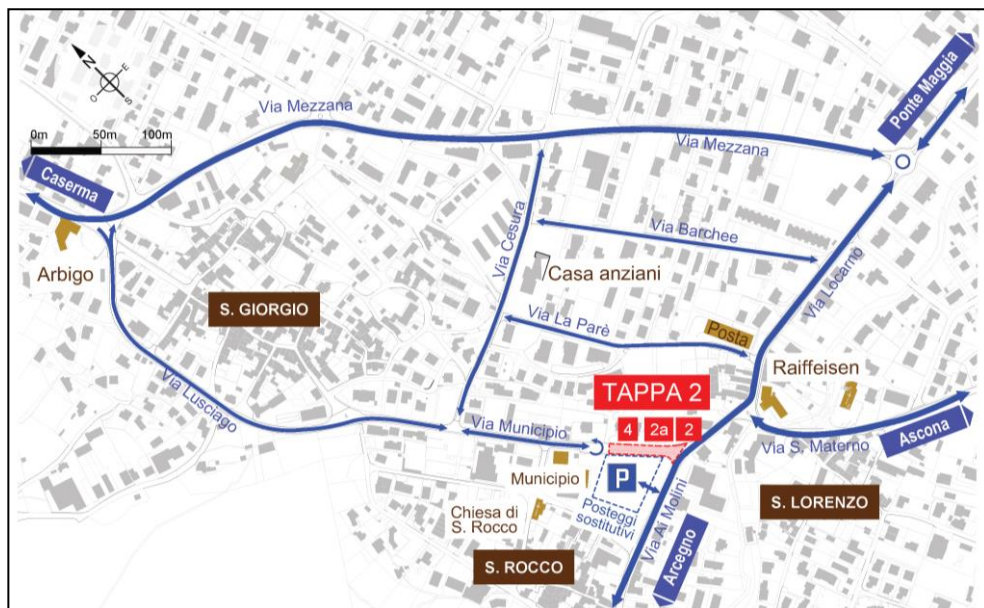 N
E
S
O
0m 50m 100m
Via Mezzana
Via Mezzana
Ponte Maggia
Caserma
Arbigo
S. GIORGIO
Via Cesura
Via Barchee
Casa anziani
Via Locarno
Via La Parè
Posta
Raiffeisen
Via Lusciago
TAPPA 2
4 2a 2
Via Municipio
Via S. Materno
Ascona
Municipio
P
Chiesa di
S. Rocco
Posteggi
sostitutivi
Via Ai Molini
S. LORENZO
S. ROCCO
Arcegno